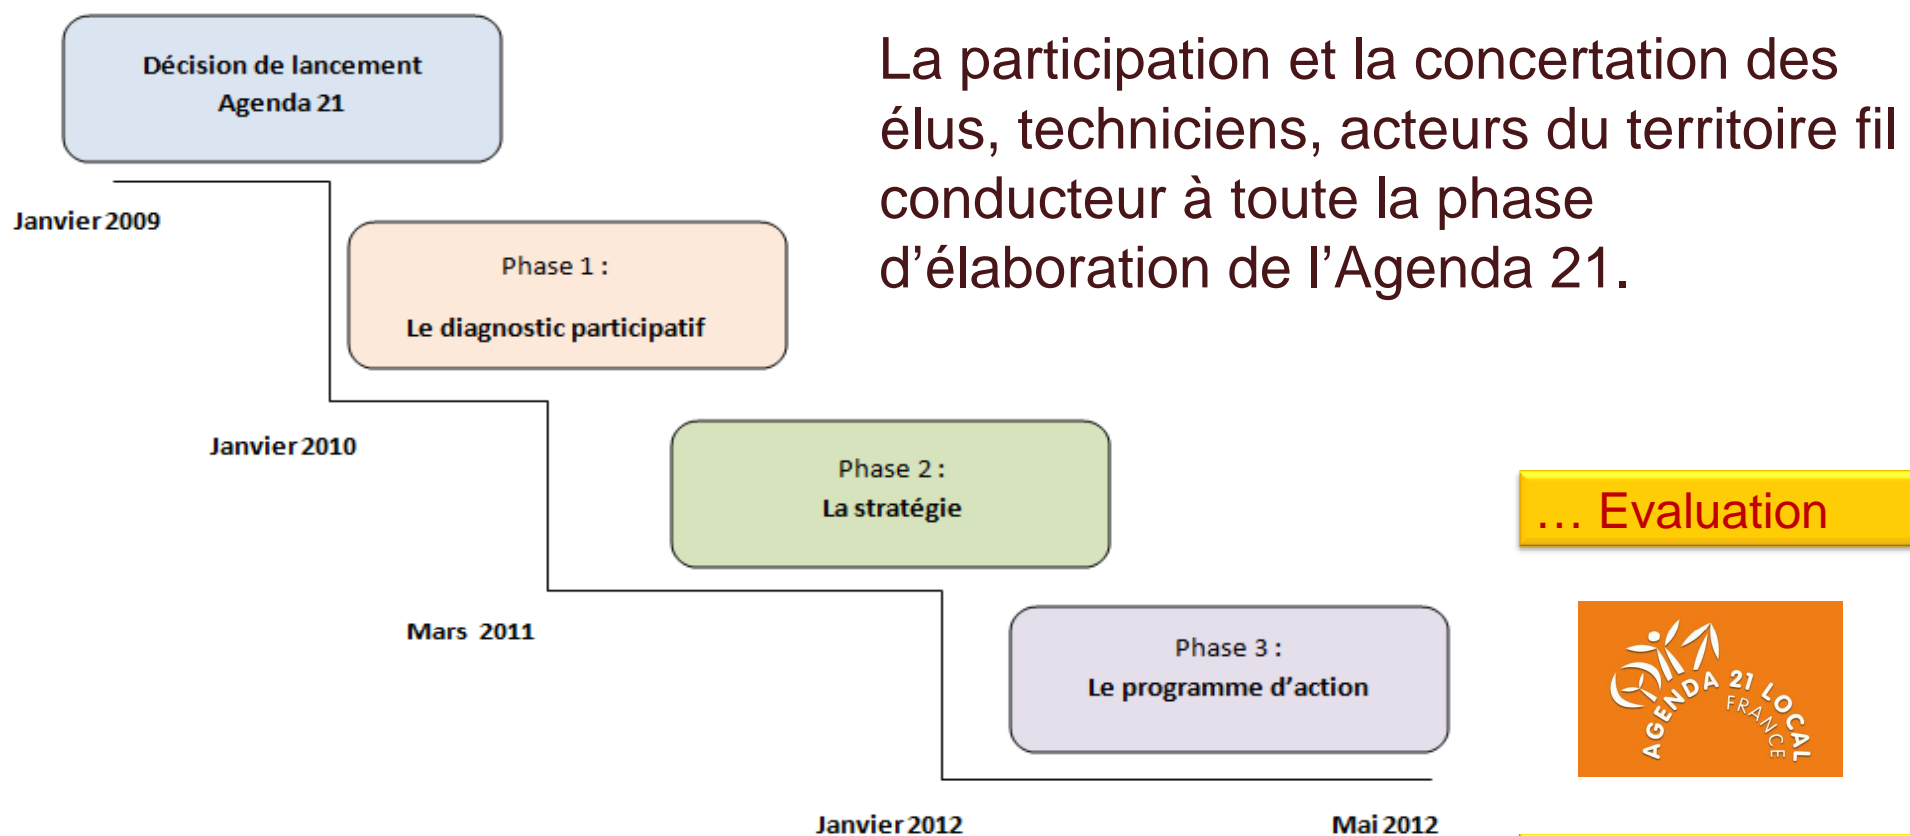 Décision de lancement
Agenda 21
La participation et la concertation des
élus, techniciens, acteurs du territoire fil
conducteur à toute la phase
d’élaboration de l’Agenda 21.
Janvier 2009
Phase 1 :
Le diagnostic participatif
Janvier 2010
Phase 2 :
La stratégie
… Evaluation
Mars 2011
Phase 3 :
Le programme d’action
AGENDA 21 LOCAL
FRANCE
Janvier 2012
Mai 2012